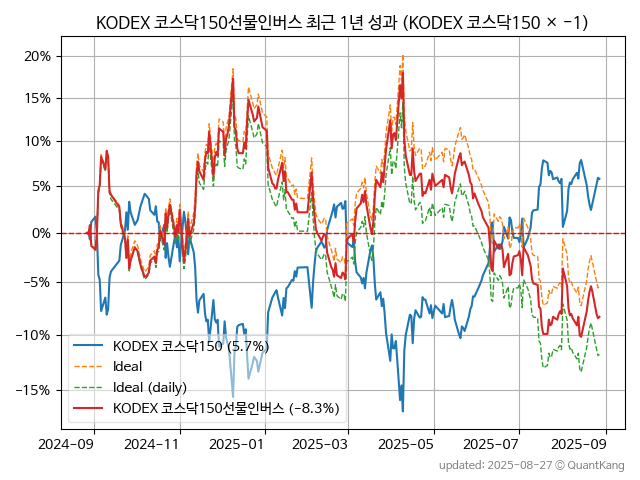 KODEX 코스닥150선물인버스 최근 1년 성과 (KODEX 코스닥150 × −1)
20%
15%
10%
5%
0%
−5%
−10%
−15%
KODEX 코스닥150 (5.7%)
Ideal
Ideal (daily)
KODEX 코스닥150선물인버스 (−8.3%)
2024-09 2024-11 2025-01 2025-03 2025-05 2025-07 2025-09
updated: 2025-08-27 © QuantKang